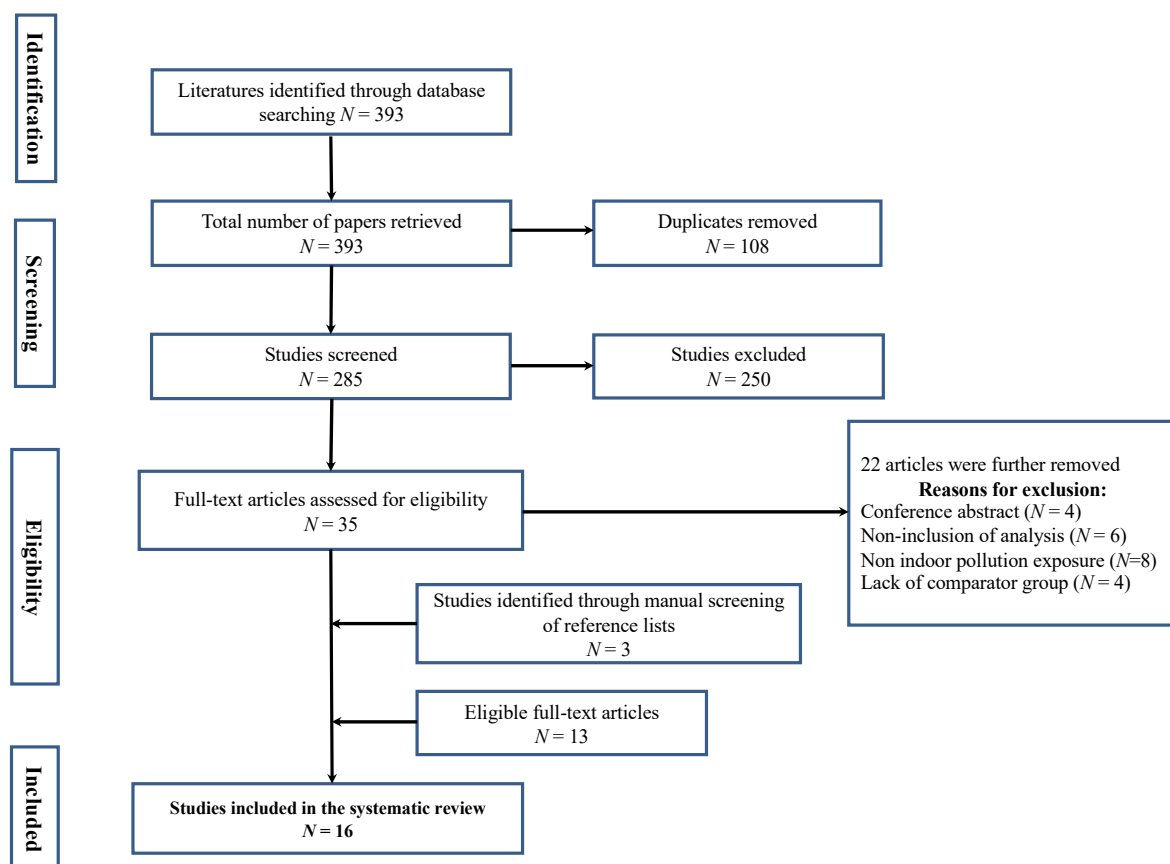 Identification
Literatures identified through database
searching N = 393
Total number of papers retrieved
N = 393
Duplicates removed
N = 108
Screening
Studies screened
N = 285
Studies excluded
N = 250
Eligibility
Full-text articles assessed for eligibility
N = 35
22 articles were further removed
Reasons for exclusion:
Conference abstract (N = 4)
Non-inclusion of analysis (N = 6)
Non indoor pollution exposure (N=8)
Lack of comparator group (N = 4)
Studies identified through manual screening
of reference lists
N = 3
Eligible full-text articles
N = 13
Included
Studies included in the systematic review
N = 16